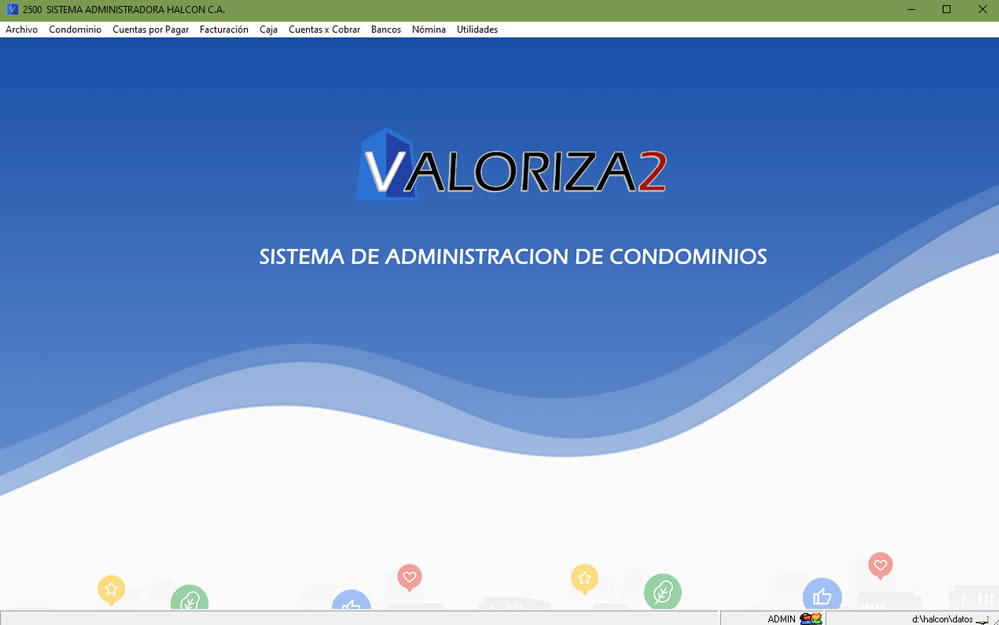 2500 SISTEMA ADMINISTRADORA HALCON C.A.
Archivo Condominio Cuentas por Pagar Facturación Caja Cuentas x Cobrar Bancos Nómina Utilidades
VALORIZA2
SISTEMA DE ADMINISTRACION DE CONDOMINIOS
ADMIN d:\halcon\datos